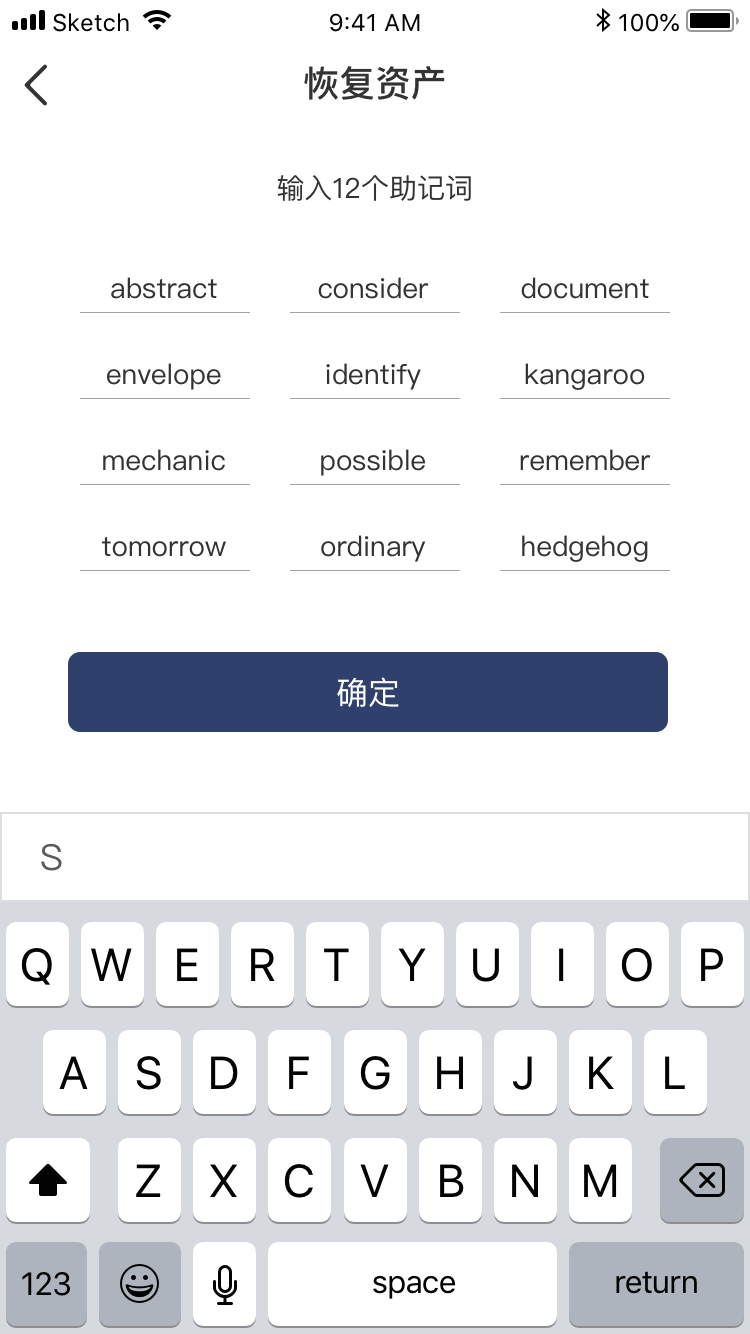 Sketch 9:41 AM 100%
恢复资产
输入12个助记词
abstract consider document
envelope identify kangaroo
mechanic possible remember
tomorrow ordinary hedgehog
确定
S
Q W E R T Y U I O P
A S D F G H J K L
Z X C V B N M
123 space return